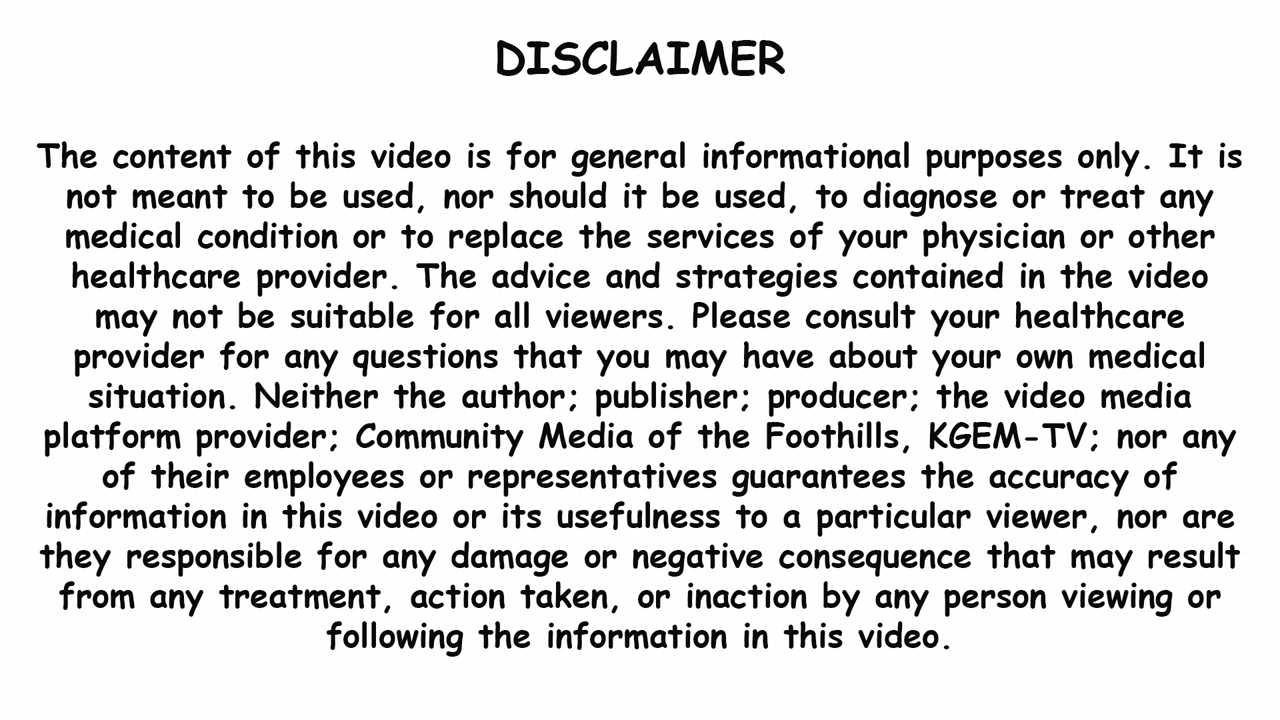 DISCLAIMER
The content of this video is for general informational purposes only. It is
not meant to be used, nor should it be used, to diagnose or treat any
medical condition or to replace the services of your physician or other
healthcare provider. The advice and strategies contained in the video
may not be suitable for all viewers. Please consult your healthcare
provider for any questions that you may have about your own medical
situation. Neither the author; publisher; producer; the video media
platform provider; Community Media of the Foothills, KGEM-TV; nor any
of their employees or representatives guarantees the accuracy of
information in this video or its usefulness to a particular viewer, nor are
they responsible for any damage or negative consequence that may result
from any treatment, action taken, or inaction by any person viewing or
following the information in this video.